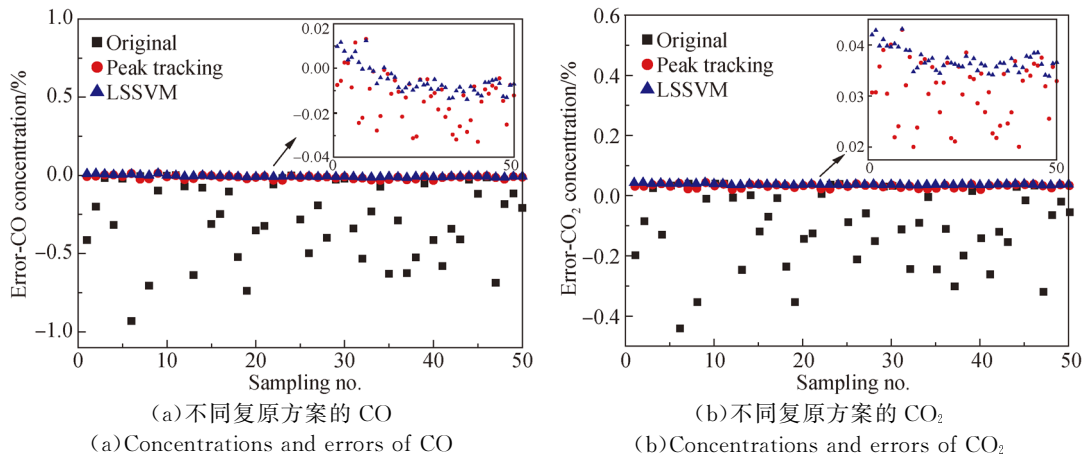 1.0
0.5
0.0
−0.5
−1.0
Error-CO concentration/%
Original
Peak tracking
LSSVM
0.02
0.00
−0.02
−0.04
1
50
0
10
20
30
40
50
Sampling no.
(a)不同复原方案的 CO
(a)Concentrations and errors of CO
0.6
0.4
0.2
0.0
−0.2
−0.4
Error-CO₂ concentration/%
Original
Peak tracking
LSSVM
0.04
0.03
0.02
1
50
0
10
20
30
40
50
Sampling no.
(b)不同复原方案的 CO₂
(b)Concentrations and errors of CO₂